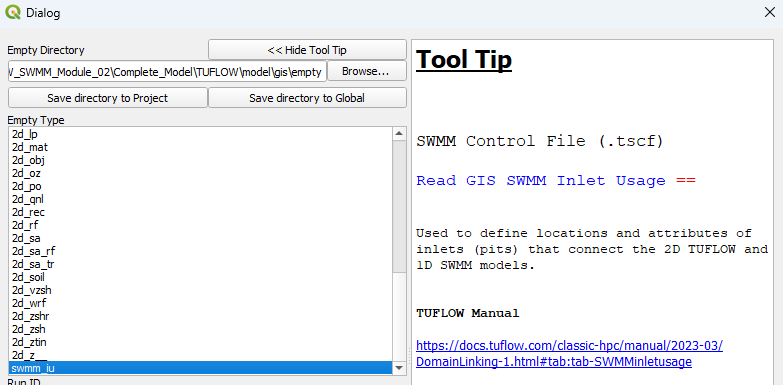 Dialog
Empty Directory
<< Hide Tool Tip
V_SWMM_Module_02\Complete_Model\TUFLOW\model\gis\empty
Browse...
Save directory to Project
Save directory to Global
Empty Type
2d_lp
2d_mat
2d_obj
2d_oz
2d_po
2d_qnl
2d_rec
2d_rf
2d_sa
2d_sa_rf
2d_sa_tr
2d_soil
2d_vzsh
2d_wrf
2d_zshr
2d_zsh
2d_ztin
2d_z__
swmm_iu
Run ID
Tool Tip
SWMM Control File (.tscf)
Read GIS SWMM Inlet Usage ==
Used to define locations and attributes of
inlets (pits) that connect the 2D TUFLOW and
1D SWMM models.
TUFLOW Manual
https://docs.tuflow.com/classic-hpc/manual/2023-03/
DomainLinking-1.html#tab:tab-SWMMinletusage